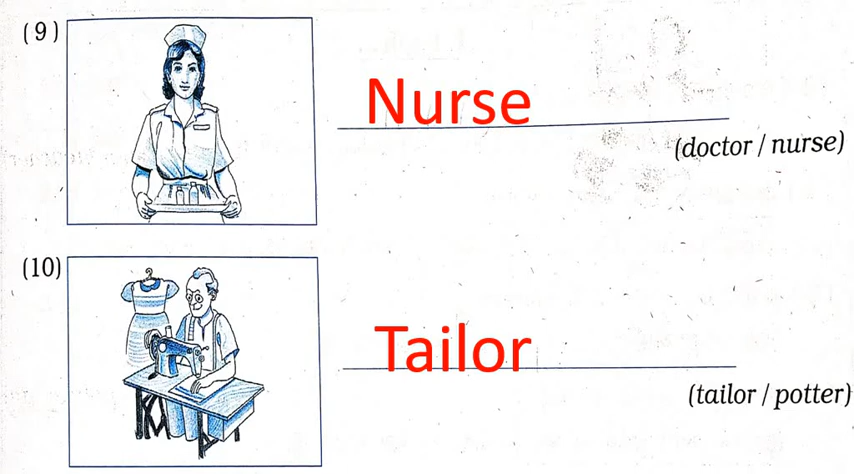 (9)
Nurse
(doctor / nurse)
(10)
Tailor
(tailor / potter)